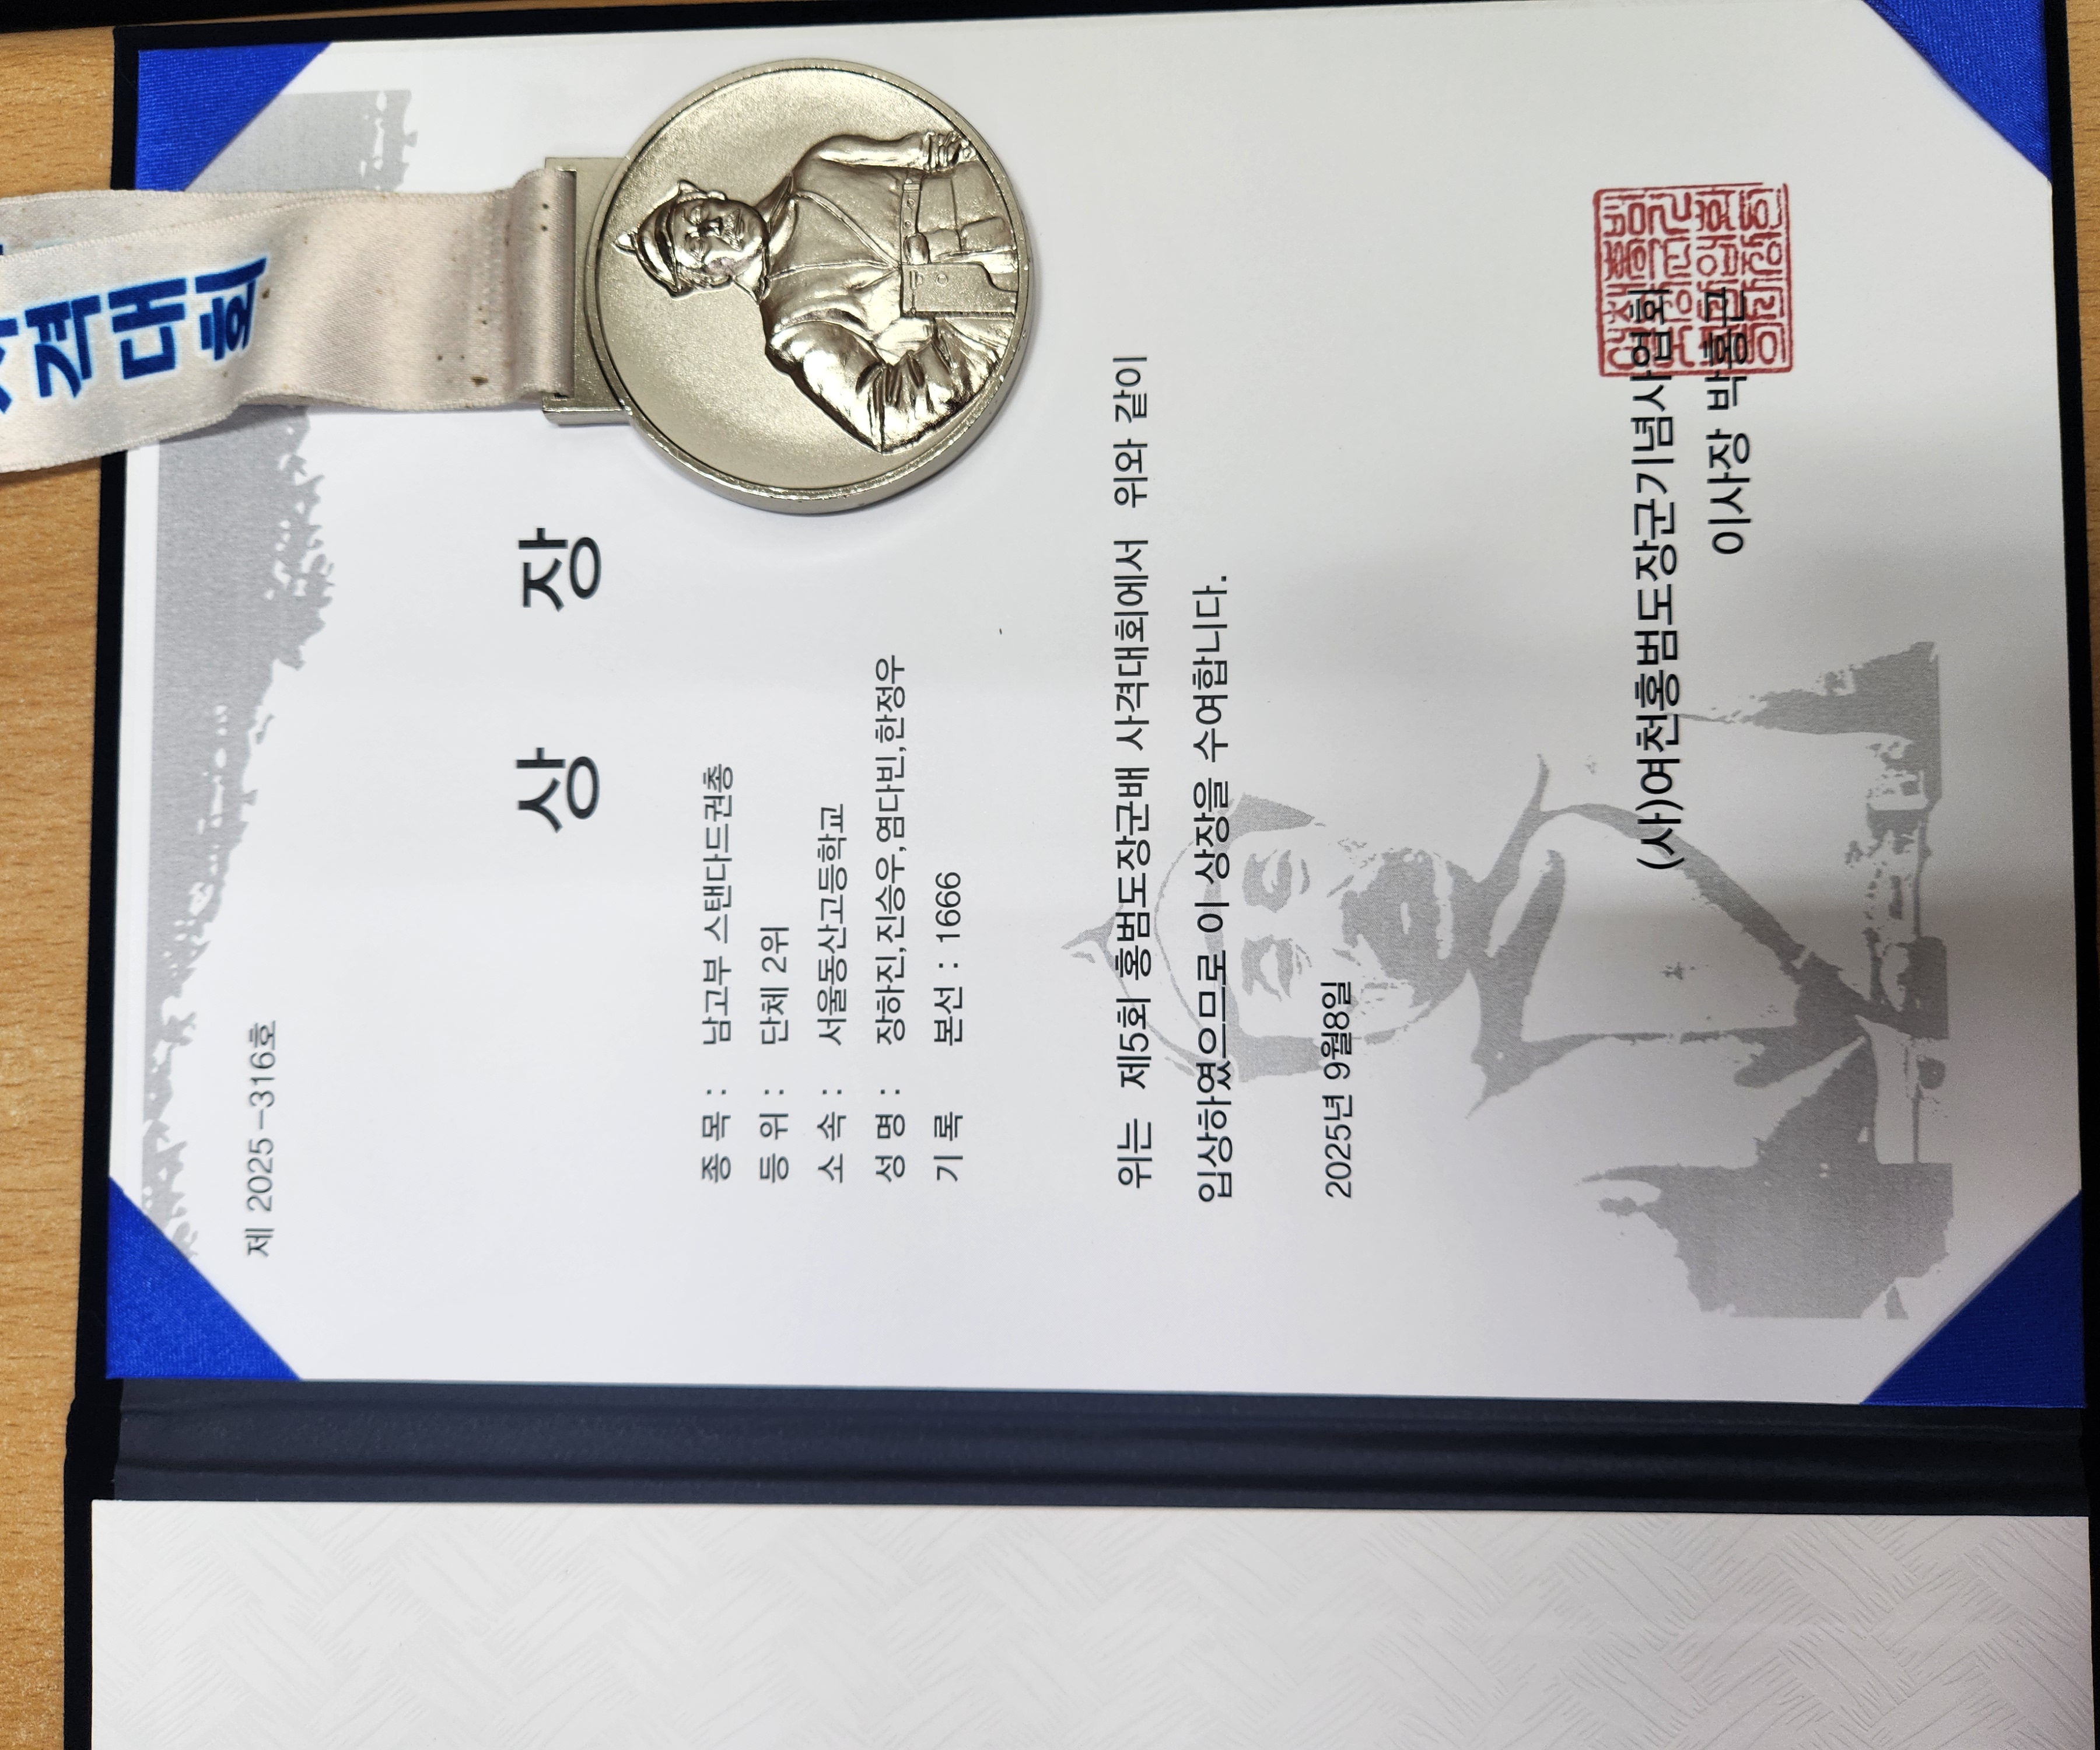 제 2025-316호
상 장
종 목 : 남고부 스탠다드권총
등 위 : 단체 2위
소 속 : 서울동산고등학교
성 명 : 장하진,진승우,염다빈,한정우
기 록 본선 : 1666
위는 제5회 홍범도장군배 사격대회에서 위와 같이
입상하였으므로 이 상장을 수여합니다.
2025년 9월8일
(사)여천홍범도장군기념사업회
이사장 박홍근
격대회